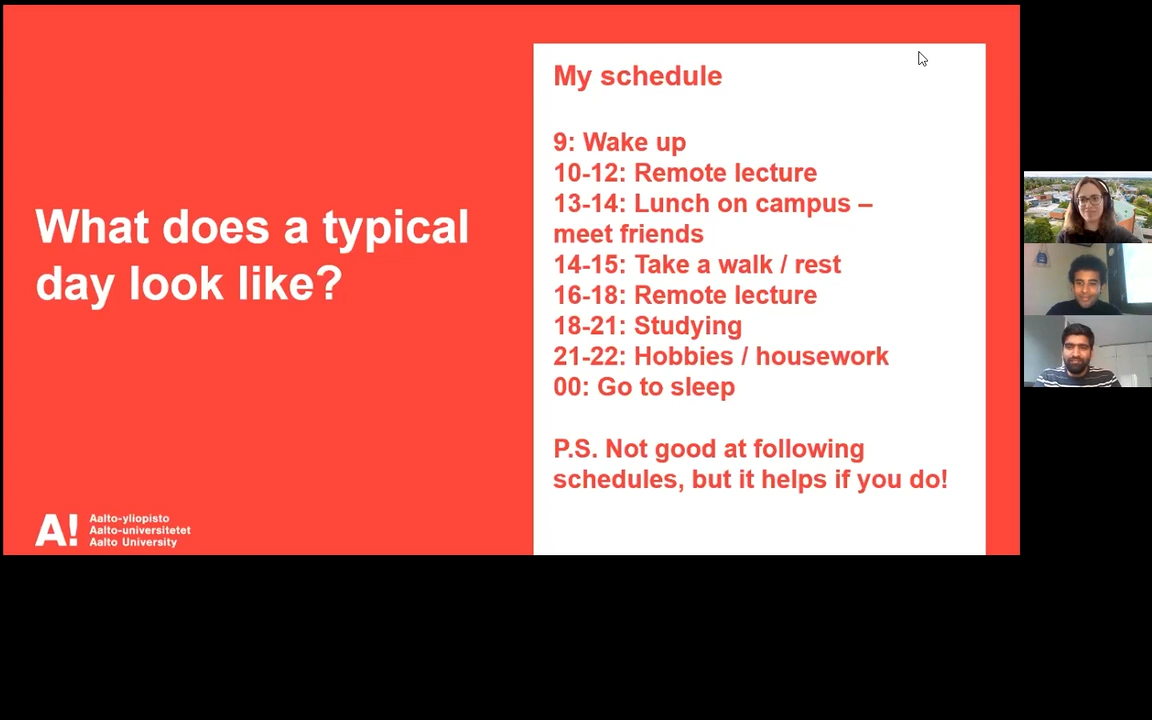 What does a typical
day look like?
My schedule
9: Wake up
10-12: Remote lecture
13-14: Lunch on campus –
meet friends
14-15: Take a walk / rest
16-18: Remote lecture
18-21: Studying
21-22: Hobbies / housework
00: Go to sleep
P.S. Not good at following
schedules, but it helps if you do!
A!
Aalto-yliopisto
Aalto-universitetet
Aalto University